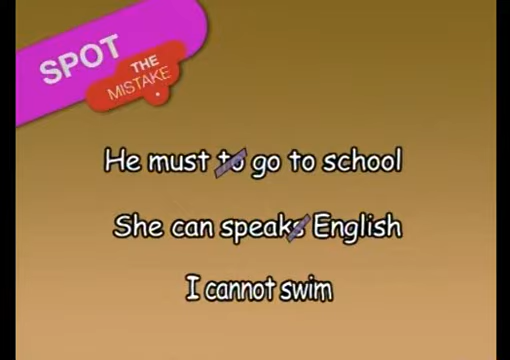 SPOT
THE
MISTAKE
He must to go to school
She can speaks English
I cannot swim